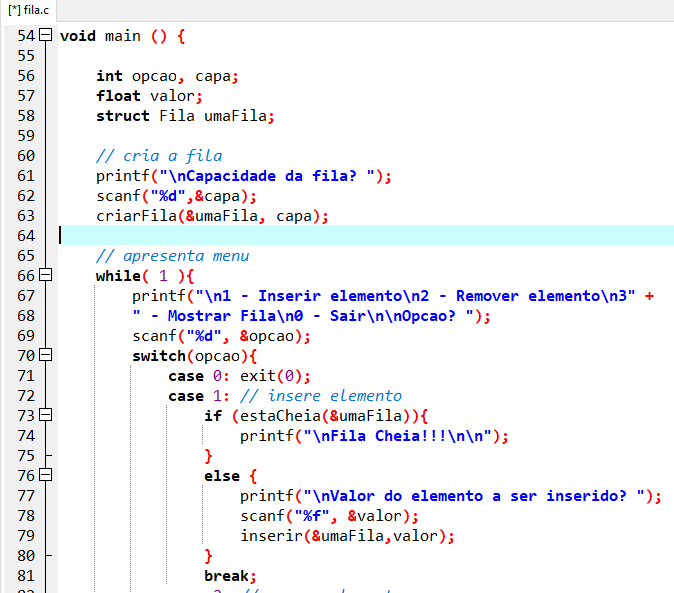 [*] fila.c
54 void main () {
55
56 int opcao, capa;
57 float valor;
58 struct Fila umaFila;
59
60 // cria a fila
61 printf("\nCapacidade da fila? ");
62 scanf("%d",&capa);
63 criarFila(&umaFila, capa);
64
65 // apresenta menu
66 while( 1 ){
67 printf("\n1 - Inserir elemento\n2 - Remover elemento\n3" +
68 " - Mostrar Fila\n0 - Sair\n\nOpcao? ");
69 scanf("%d", &opcao);
70 switch(opcao){
71 case 0: exit(0);
72 case 1: // insere elemento
73 if (estaCheia(&umaFila)){
74 printf("\nFila Cheia!!!\n\n");
75 }
76 else {
77 printf("\nValor do elemento a ser inserido? ");
78 scanf("%f", &valor);
79 inserir(&umaFila,valor);
80 }
81 break;